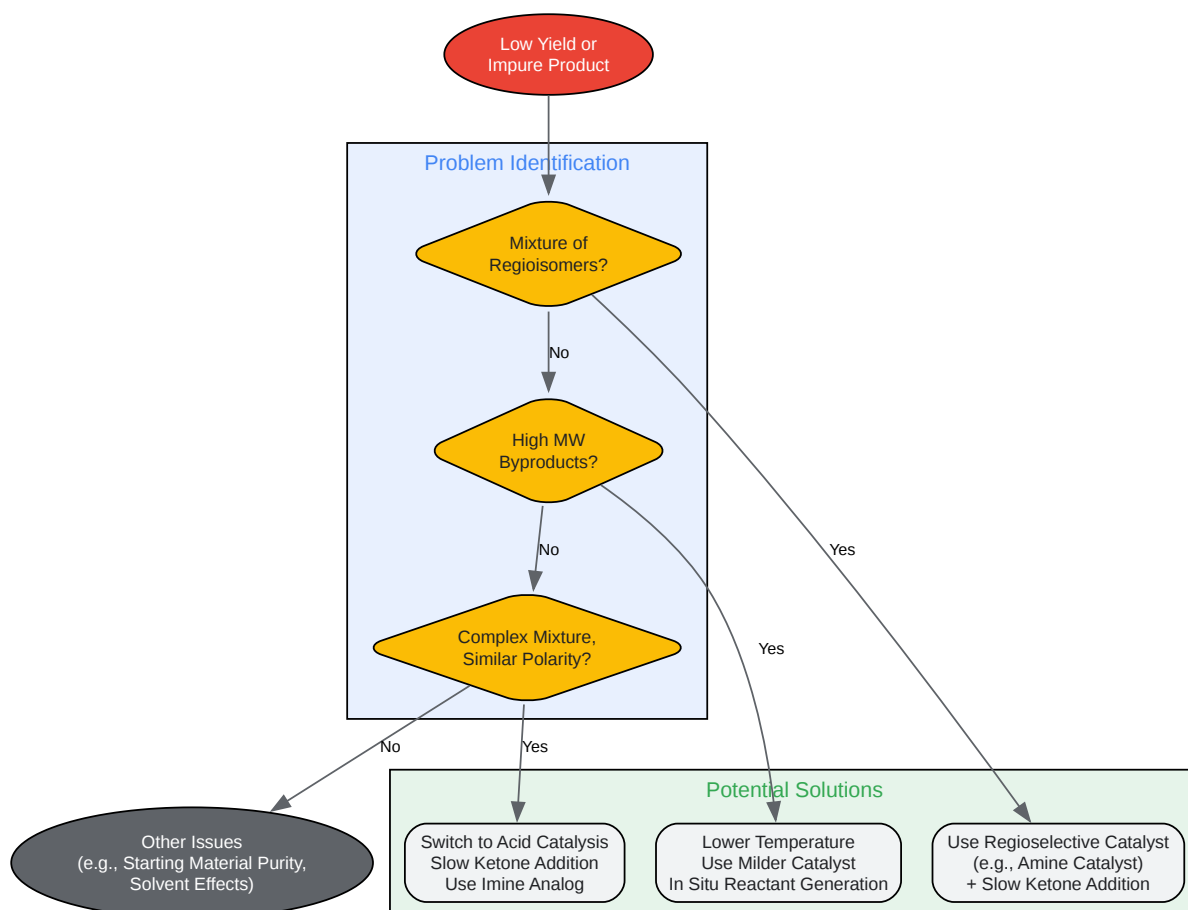 Low Yield or
Impure Product
Problem Identification
Mixture of
Regioisomers?
No
High MW
Byproducts?
No
Yes
Complex Mixture,
Similar Polarity?
Yes
No
Yes
Potential Solutions
Other Issues
(e.g., Starting Material Purity,
Solvent Effects)
Switch to Acid Catalysis
Slow Ketone Addition
Use Imine Analog
Lower Temperature
Use Milder Catalyst
In Situ Reactant Generation
Use Regioselective Catalyst
(e.g., Amine Catalyst)
+ Slow Ketone Addition